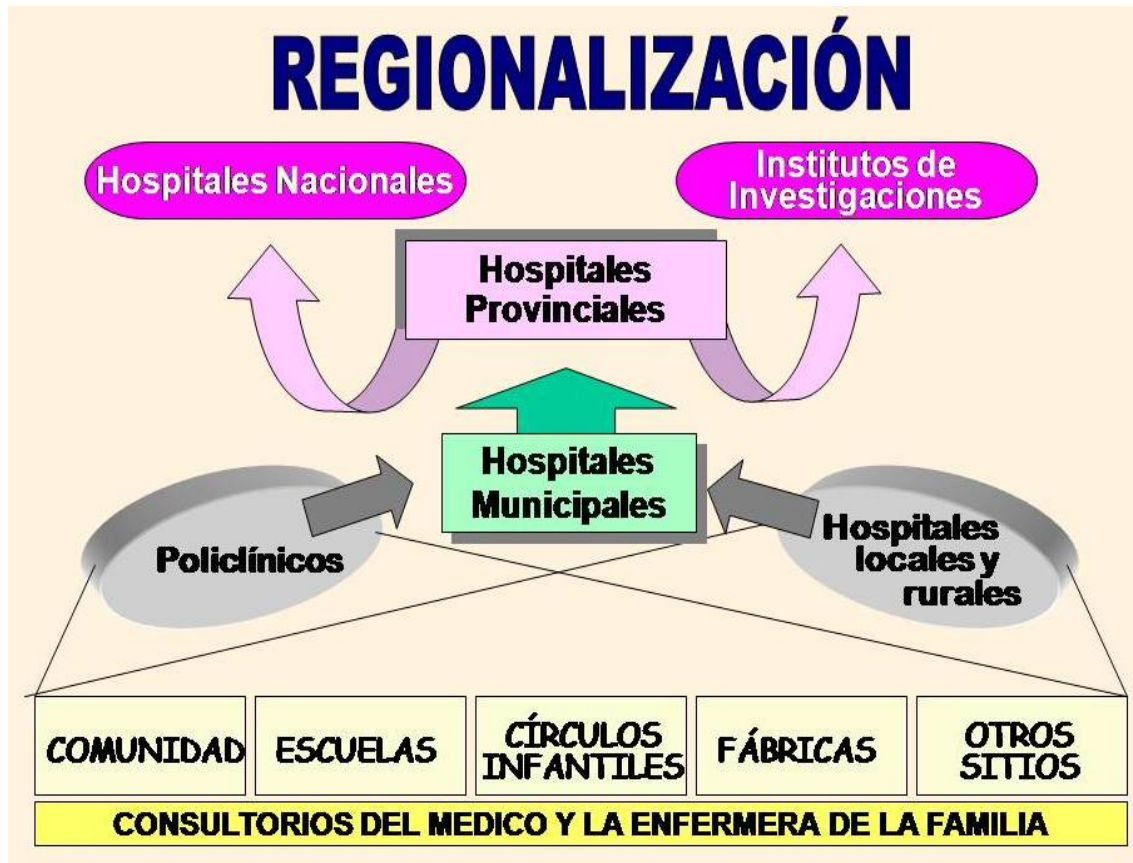 REGIONALIZACIÓN
Hospitales Nacionales
Institutos de
Investigaciones
Hospitales
Provinciales
Hospitales
Municipales
Policlínicos
Hospitales
locales y
rurales
COMUNIDAD
ESCUELAS
CÍRCULOS
INFANTILES
FÁBRICAS
OTROS
SITIOS
CONSULTORIOS DEL MEDICO Y LA ENFERMERA DE LA FAMILIA